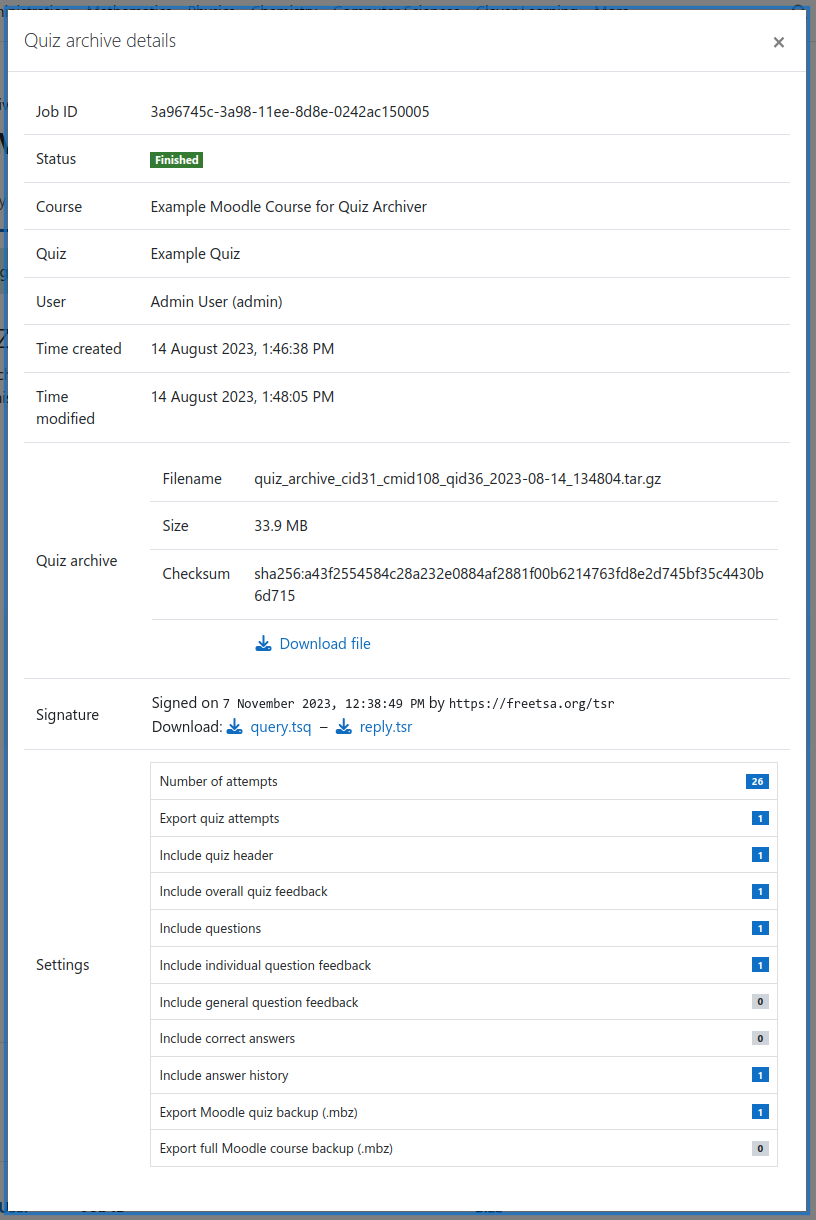 Quiz archive details ×
Job ID 3a96745c-3a98-11ee-8d8e-0242ac150005
Status Finished
Course Example Moodle Course for Quiz Archiver
Quiz Example Quiz
User Admin User (admin)
Time created 14 August 2023, 1:46:38 PM
Time 14 August 2023, 1:48:05 PM
modified
Quiz archive
Filename quiz_archive_cid31_cmid108_qid36_2023-08-14_134804.tar.gz
Size 33.9 MB
Checksum sha256:a43f2554584c28a232e0884af2881f00b6214763fd8e2d745bf35c4430b
6d715
Download file
Signature
Signed on 7 November 2023, 12:38:49 PM by https://freetsa.org/tsr
Download: query.tsq – reply.tsr
Settings
Number of attempts 26
Export quiz attempts 1
Include quiz header 1
Include overall quiz feedback 1
Include questions 1
Include individual question feedback 1
Include general question feedback 0
Include correct answers 0
Include answer history 1
Export Moodle quiz backup (.mbz) 1
Export full Moodle course backup (.mbz) 0